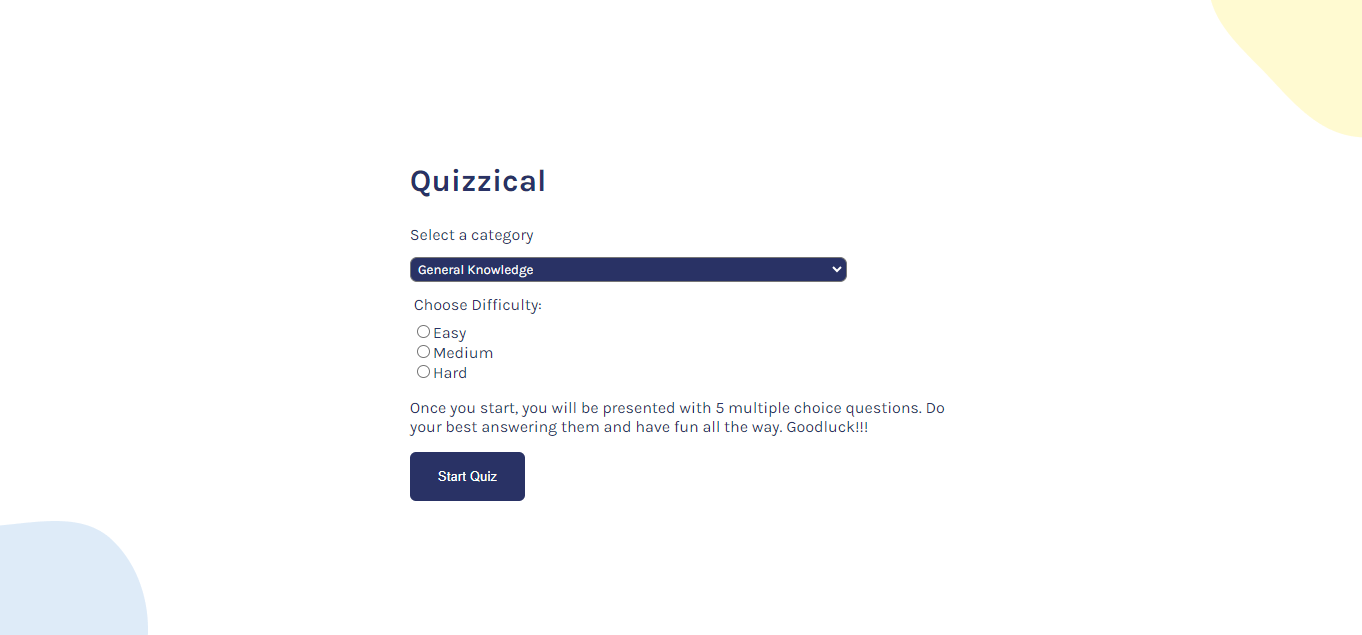 Quizzical
Select a category
General Knowledge
Choose Difficulty:
Easy
Medium
Hard
Once you start, you will be presented with 5 multiple choice questions. Do
your best answering them and have fun all the way. Goodluck!!!
Start Quiz